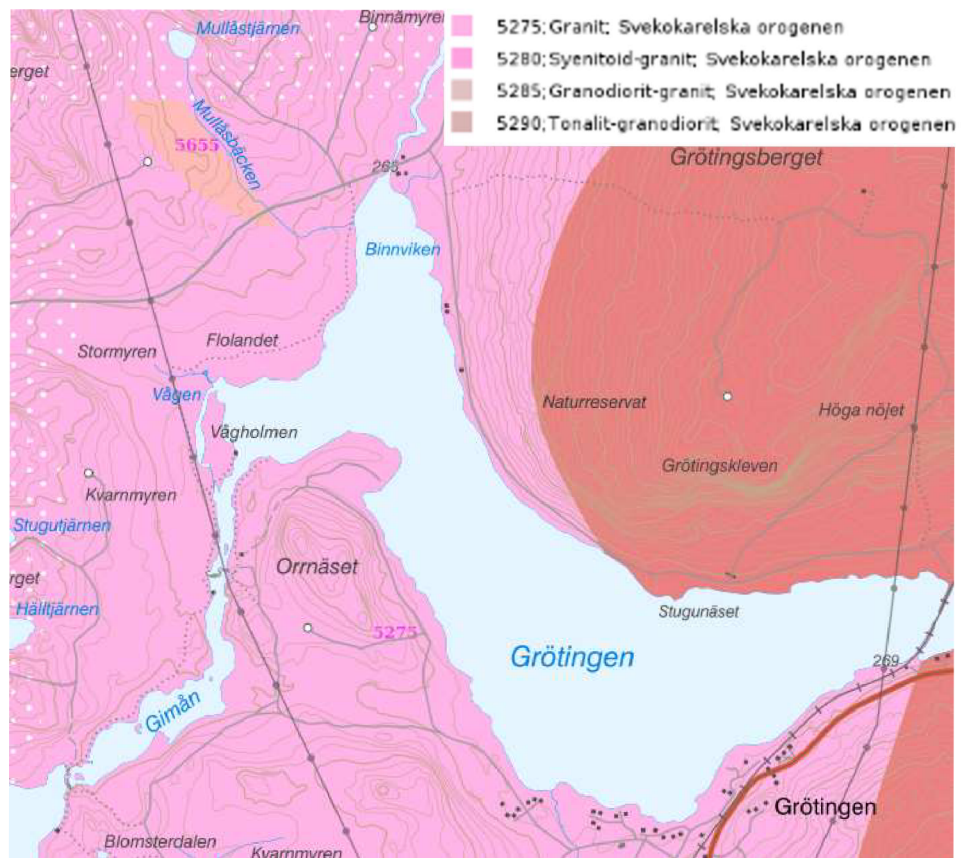 Mullåstjärnen
Binnämyren
5275; Granit; Svekokarelska orogenen
5280; Syenitoid-granit; Svekokarelska orogenen
5285; Granodiorit-granit; Svekokarelska orogenen
5290; Tonalit-granodiorit; Svekokarelska orogenen
erget
5655
Mullåsbäcken
Grötingsberget
265
Binnviken
Flolandet
Stormyren
Vågen
Naturreservat
Höga nöjet
Vågholmen
Grötingskleven
Kvarnmyren
Stugutjärnen
Orrnäset
rget
Hälltjärnen
Stugunäset
5275
Grötingen
269
Gimån
Grötingen
Blomsterdalen
Kvarnmyren